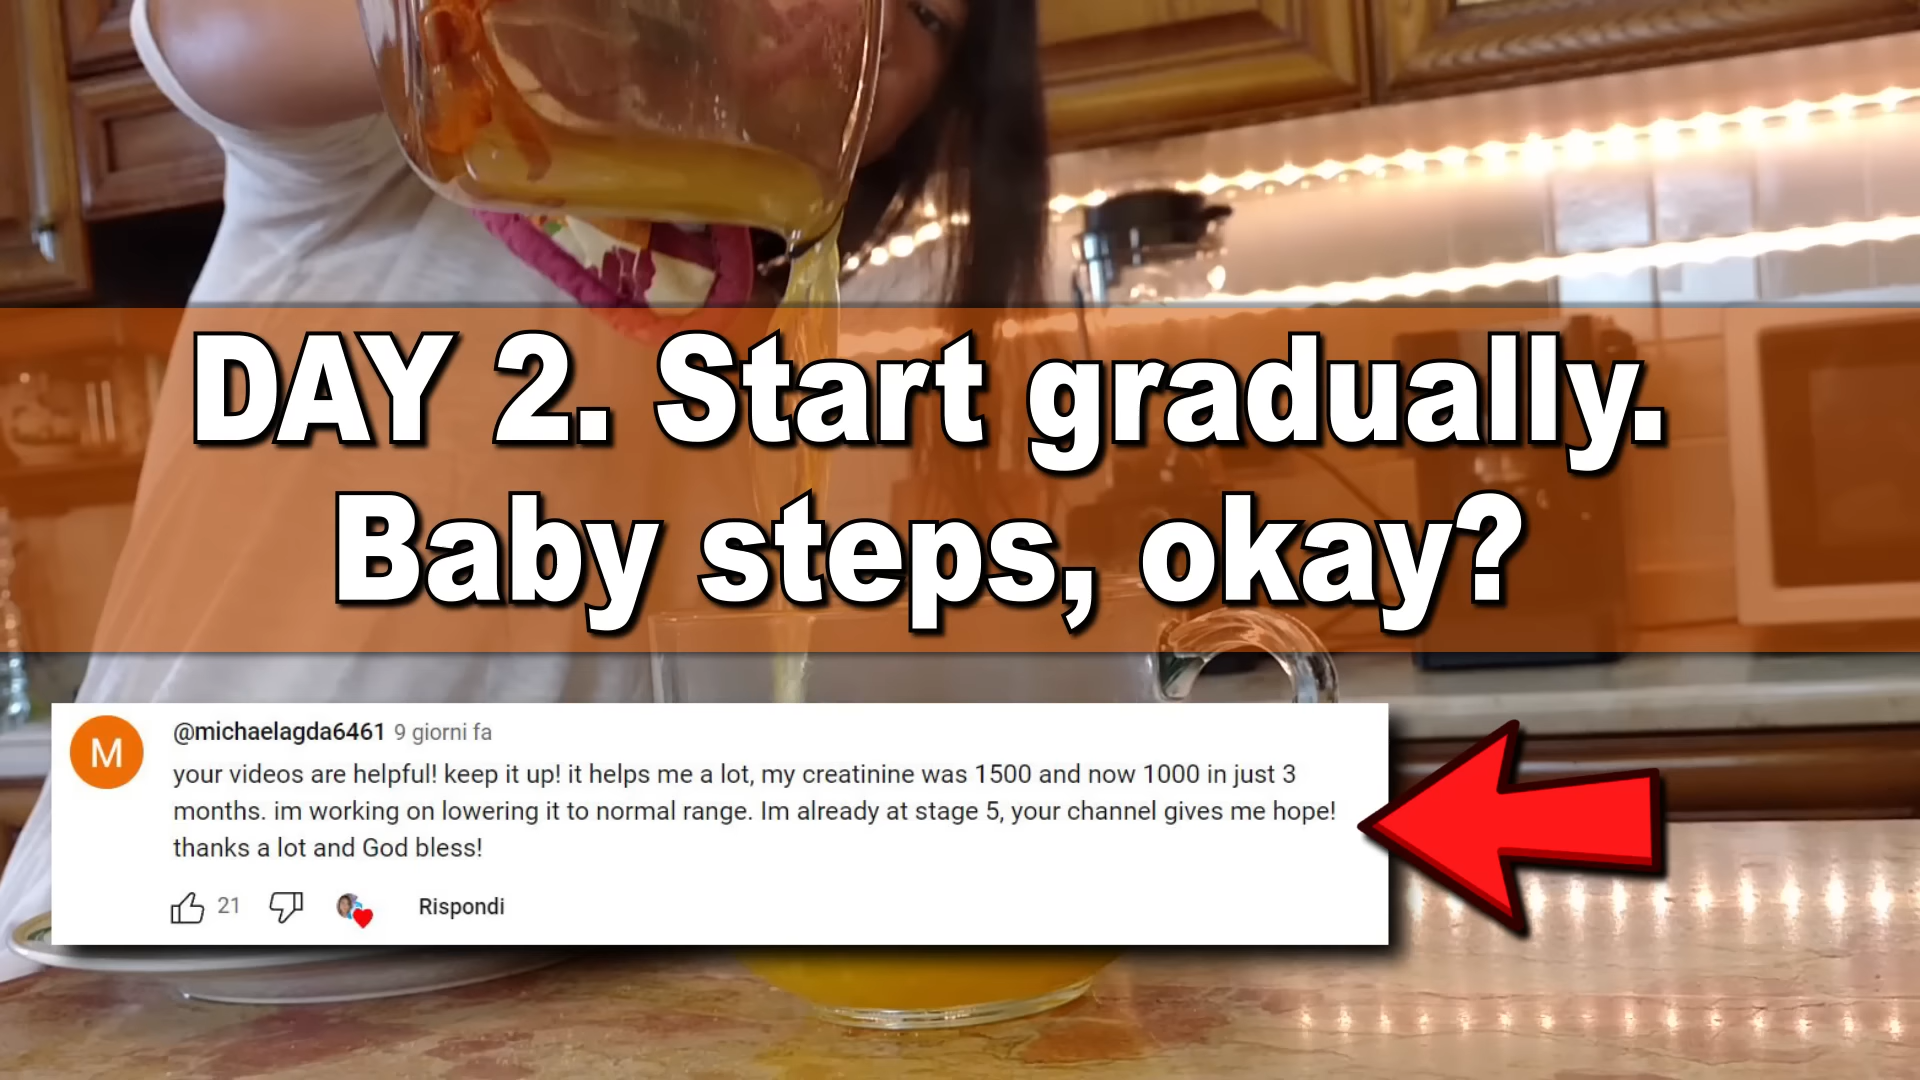 DAY 2. Start gradually.
Baby steps, okay?
M
@michaelagda6461 9 giorni fa
your videos are helpful! keep it up! it helps me a lot, my creatinine was 1500 and now 1000 in just 3
months. im working on lowering it to normal range. Im already at stage 5, your channel gives me hope!
thanks a lot and God bless!
21
Rispondi